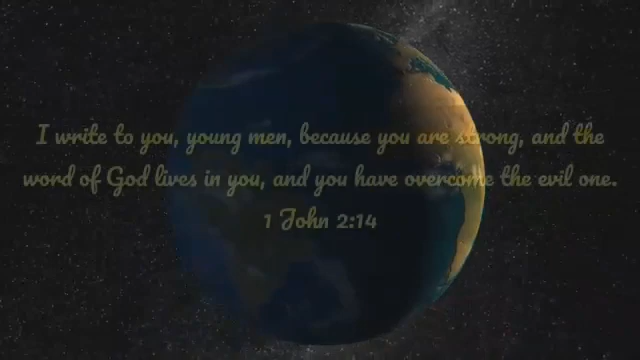 I write to you, young men, because you are strong, and the
word of God lives in you, and you have overcome the evil one.
1 John 2:14